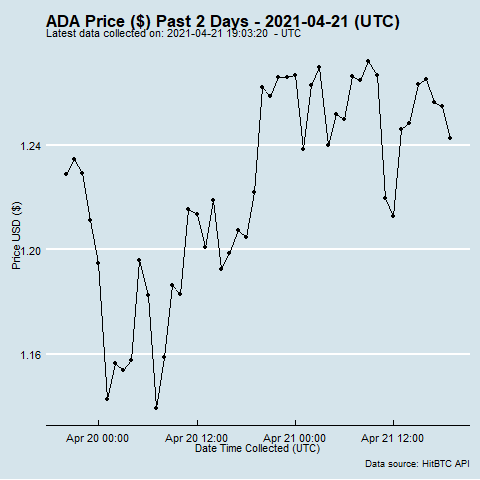 ADA Price ($) Past 2 Days - 2021-04-21 (UTC)
Latest data collected on: 2021-04-21 19:03:20  - UTC
1.24
1.20
1.16
Price USD ($)
Apr 20 00:00 Apr 20 12:00 Apr 21 00:00 Apr 21 12:00
Date Time Collected (UTC)
Data source: HitBTC API